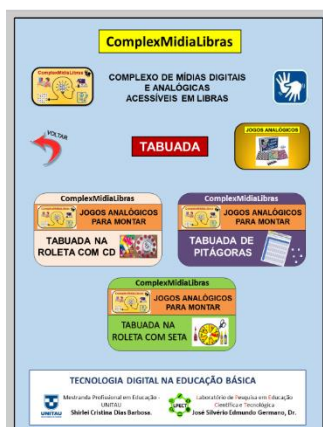 ComplexMidiaLibras
ComplexMidiaLibras
COMPLEXO DE MÍDIAS DIGITAIS
E ANALÓGICAS
ACESSÍVEIS EM LIBRAS
VOLTAR
TABUADA
JOGOS ANALÓGICOS
ComplexMidiaLibras
JOGOS ANALÓGICOS
PARA MONTAR
TABUADA NA
ROLETA COM CD
ComplexMidiaLibras
JOGOS ANALÓGICOS
PARA MONTAR
TABUADA DE
PITÁGORAS
ComplexMidiaLibras
JOGOS ANALÓGICOS
PARA MONTAR
TABUADA NA
ROLETA COM SETA
TECNOLOGIA DIGITAL NA EDUCAÇÃO BÁSICA
Mestranda Profissional em Educação -
UNITAU
Shirlei Cristina Dias Barbosa.
UNITAU
Laboratório de Pesquisa em Educação
Científica e Tecnológica
José Silvério Edmundo Germano, Dr.